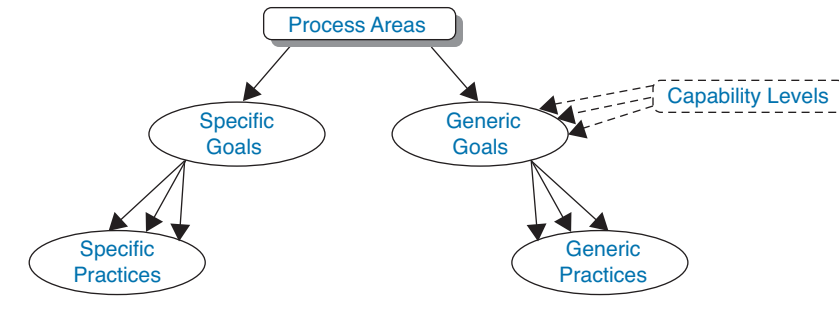 Process Areas
Capability Levels
Specific
Goals
Generic
Goals
Specific
Practices
Generic
Practices